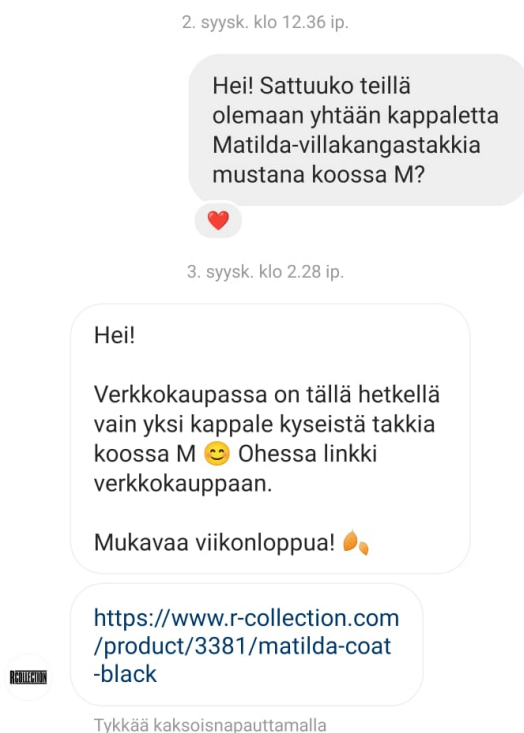 2. syysk. klo 12.36 ip.
Hei! Sattuuko teillä
olemaan yhtään kappaletta
Matilda-villakangastakkia
mustana koossa M?
3. syysk. klo 2.28 ip.
Hei!
Verkkokaupassa on tällä hetkellä
vain yksi kappale kyseistä takkia
koossa M 😊 Ohessa linkki
verkkokauppaan.
Mukavaa viikonloppua! 🍂
https://www.r-collection.com
/product/3381/matilda-coat
-black
RCOLLECTION
Tykkää kaksoisnapauttamalla